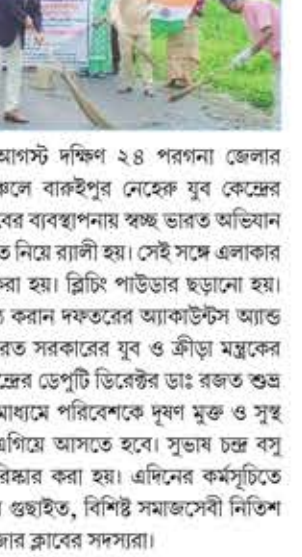 আগস্ট দক্ষিণ ২৪ পরগনা জেলার
বারুইপুর নেহেরু যুব কেন্দ্রের
ব্যবস্থাপনায় স্বচ্ছ ভারত অভিযান
নিয়ে র‍্যালী হয়। সেই সঙ্গে এলাকার
করা হয়। ব্লিচিং পাউডার ছড়ানো হয়।
করান দফতরের অ্যাকাউন্টস অ্যান্ড
সরকারের যুব ও ক্রীড়া মন্ত্রকের
ডেপুটি ডিরেক্টর ডাঃ রজত শুভ্র
মাধ্যমে পরিবেশকে দূষণ মুক্ত ও সুস্থ
এগিয়ে আসতে হবে। সুভাষ চন্দ্র বসু
করা হয়। এদিনের কর্মসূচিতে
গুছাইত, বিশিষ্ট সমাজসেবী নিতিশ
ক্লাবের সদস্যরা।